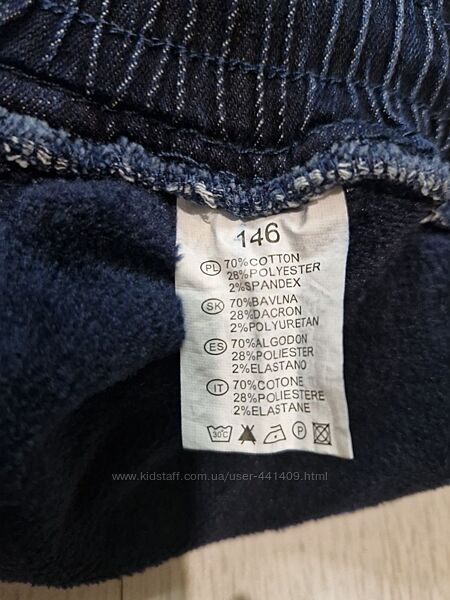 146
PL 70%COTTON
28%POLYESTER
2%SPANDEX
SK 70%BAVLNA
28%DACRON
2%POLYURETAN
ES 70%ALGODON
28%POLIESTER
2%ELASTANO
IT 70%COTONE
28%POLIESTERE
2%ELASTANE
30°C P
www.kidstaff.com.ua/user-441409.html